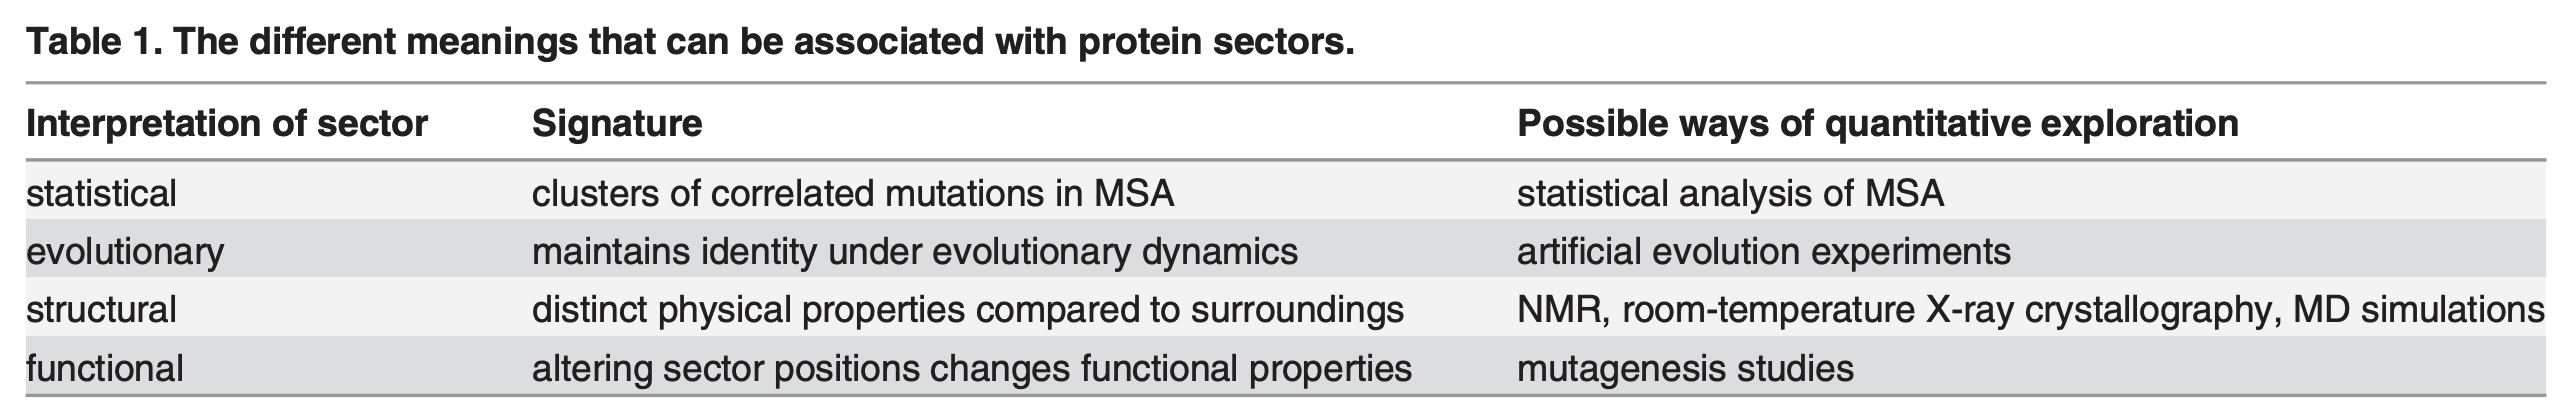 Table 1. The different meanings that can be associated with protein sectors.
Interpretation of sector Signature Possible ways of quantitative exploration
statistical clusters of correlated mutations in MSA statistical analysis of MSA
evolutionary maintains identity under evolutionary dynamics artificial evolution experiments
structural distinct physical properties compared to surroundings NMR, room-temperature X-ray crystallography, MD simulations
functional altering sector positions changes functional properties mutagenesis studies